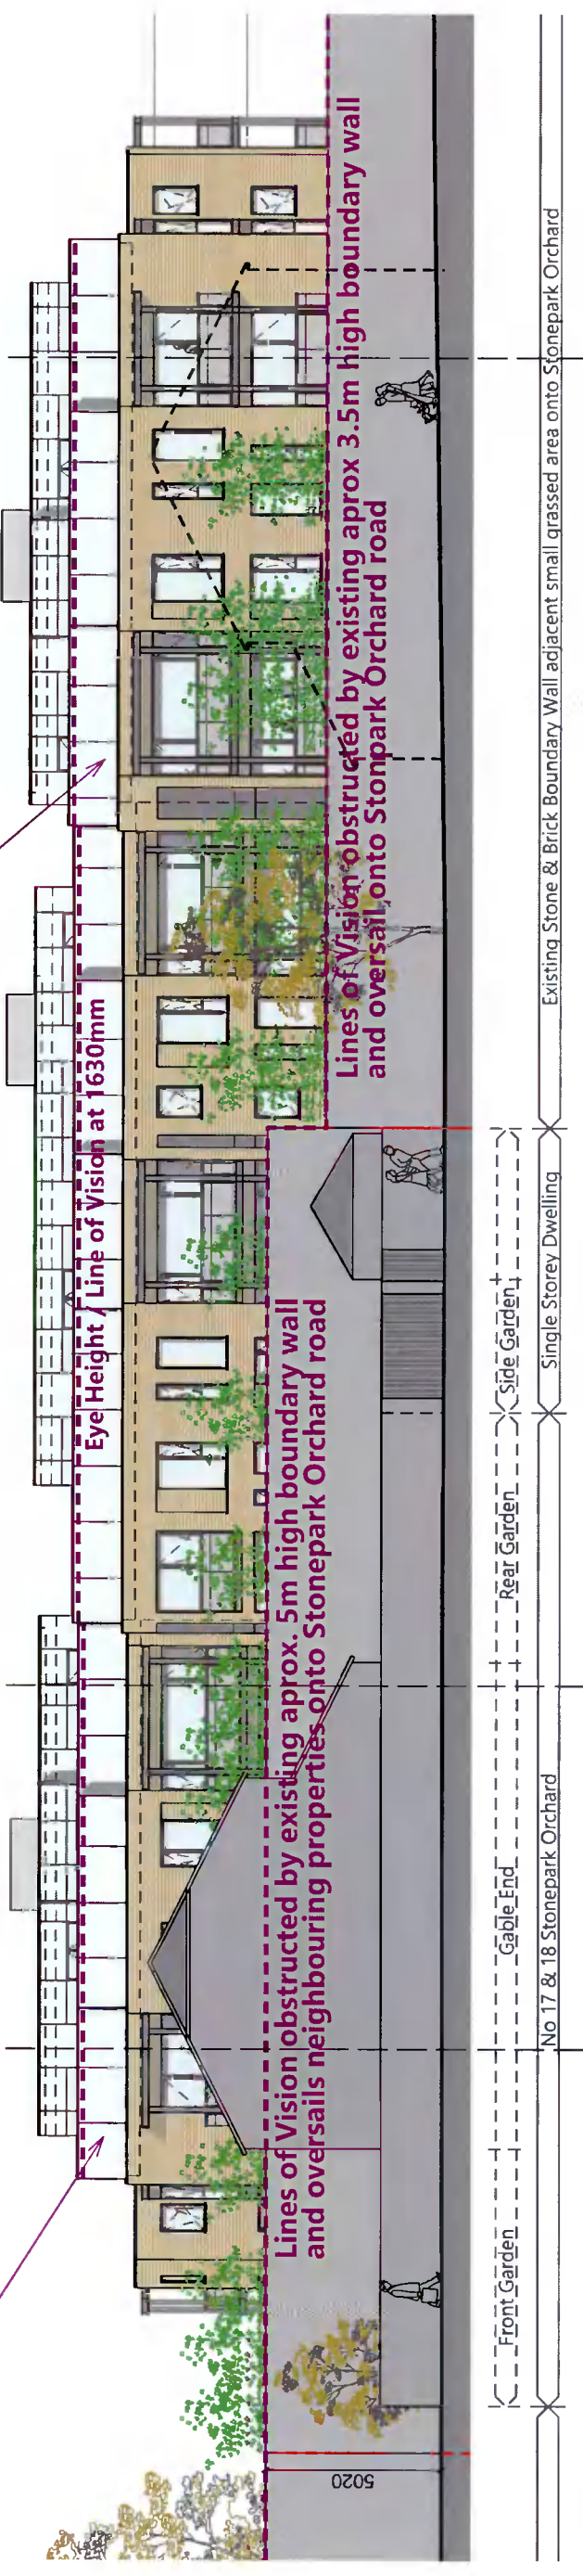 Eye Height / Line of Vision at 1630mm
Lines of Vision obstructed by existing aprox. 5m high boundary wall
and oversails neighbouring properties onto Stonepark Orchard road
Lines of Vision obstructed by existing aprox 3.5m high boundary wall
and oversail onto Stonpark Orchard road
5020
Front Garden
Gable End
Rear Garden
Side Garden
No 17 & 18 Stonepark Orchard
Single Storey Dwelling
Existing Stone & Brick Boundary Wall adjacent small grassed area onto Stonepark Orchard